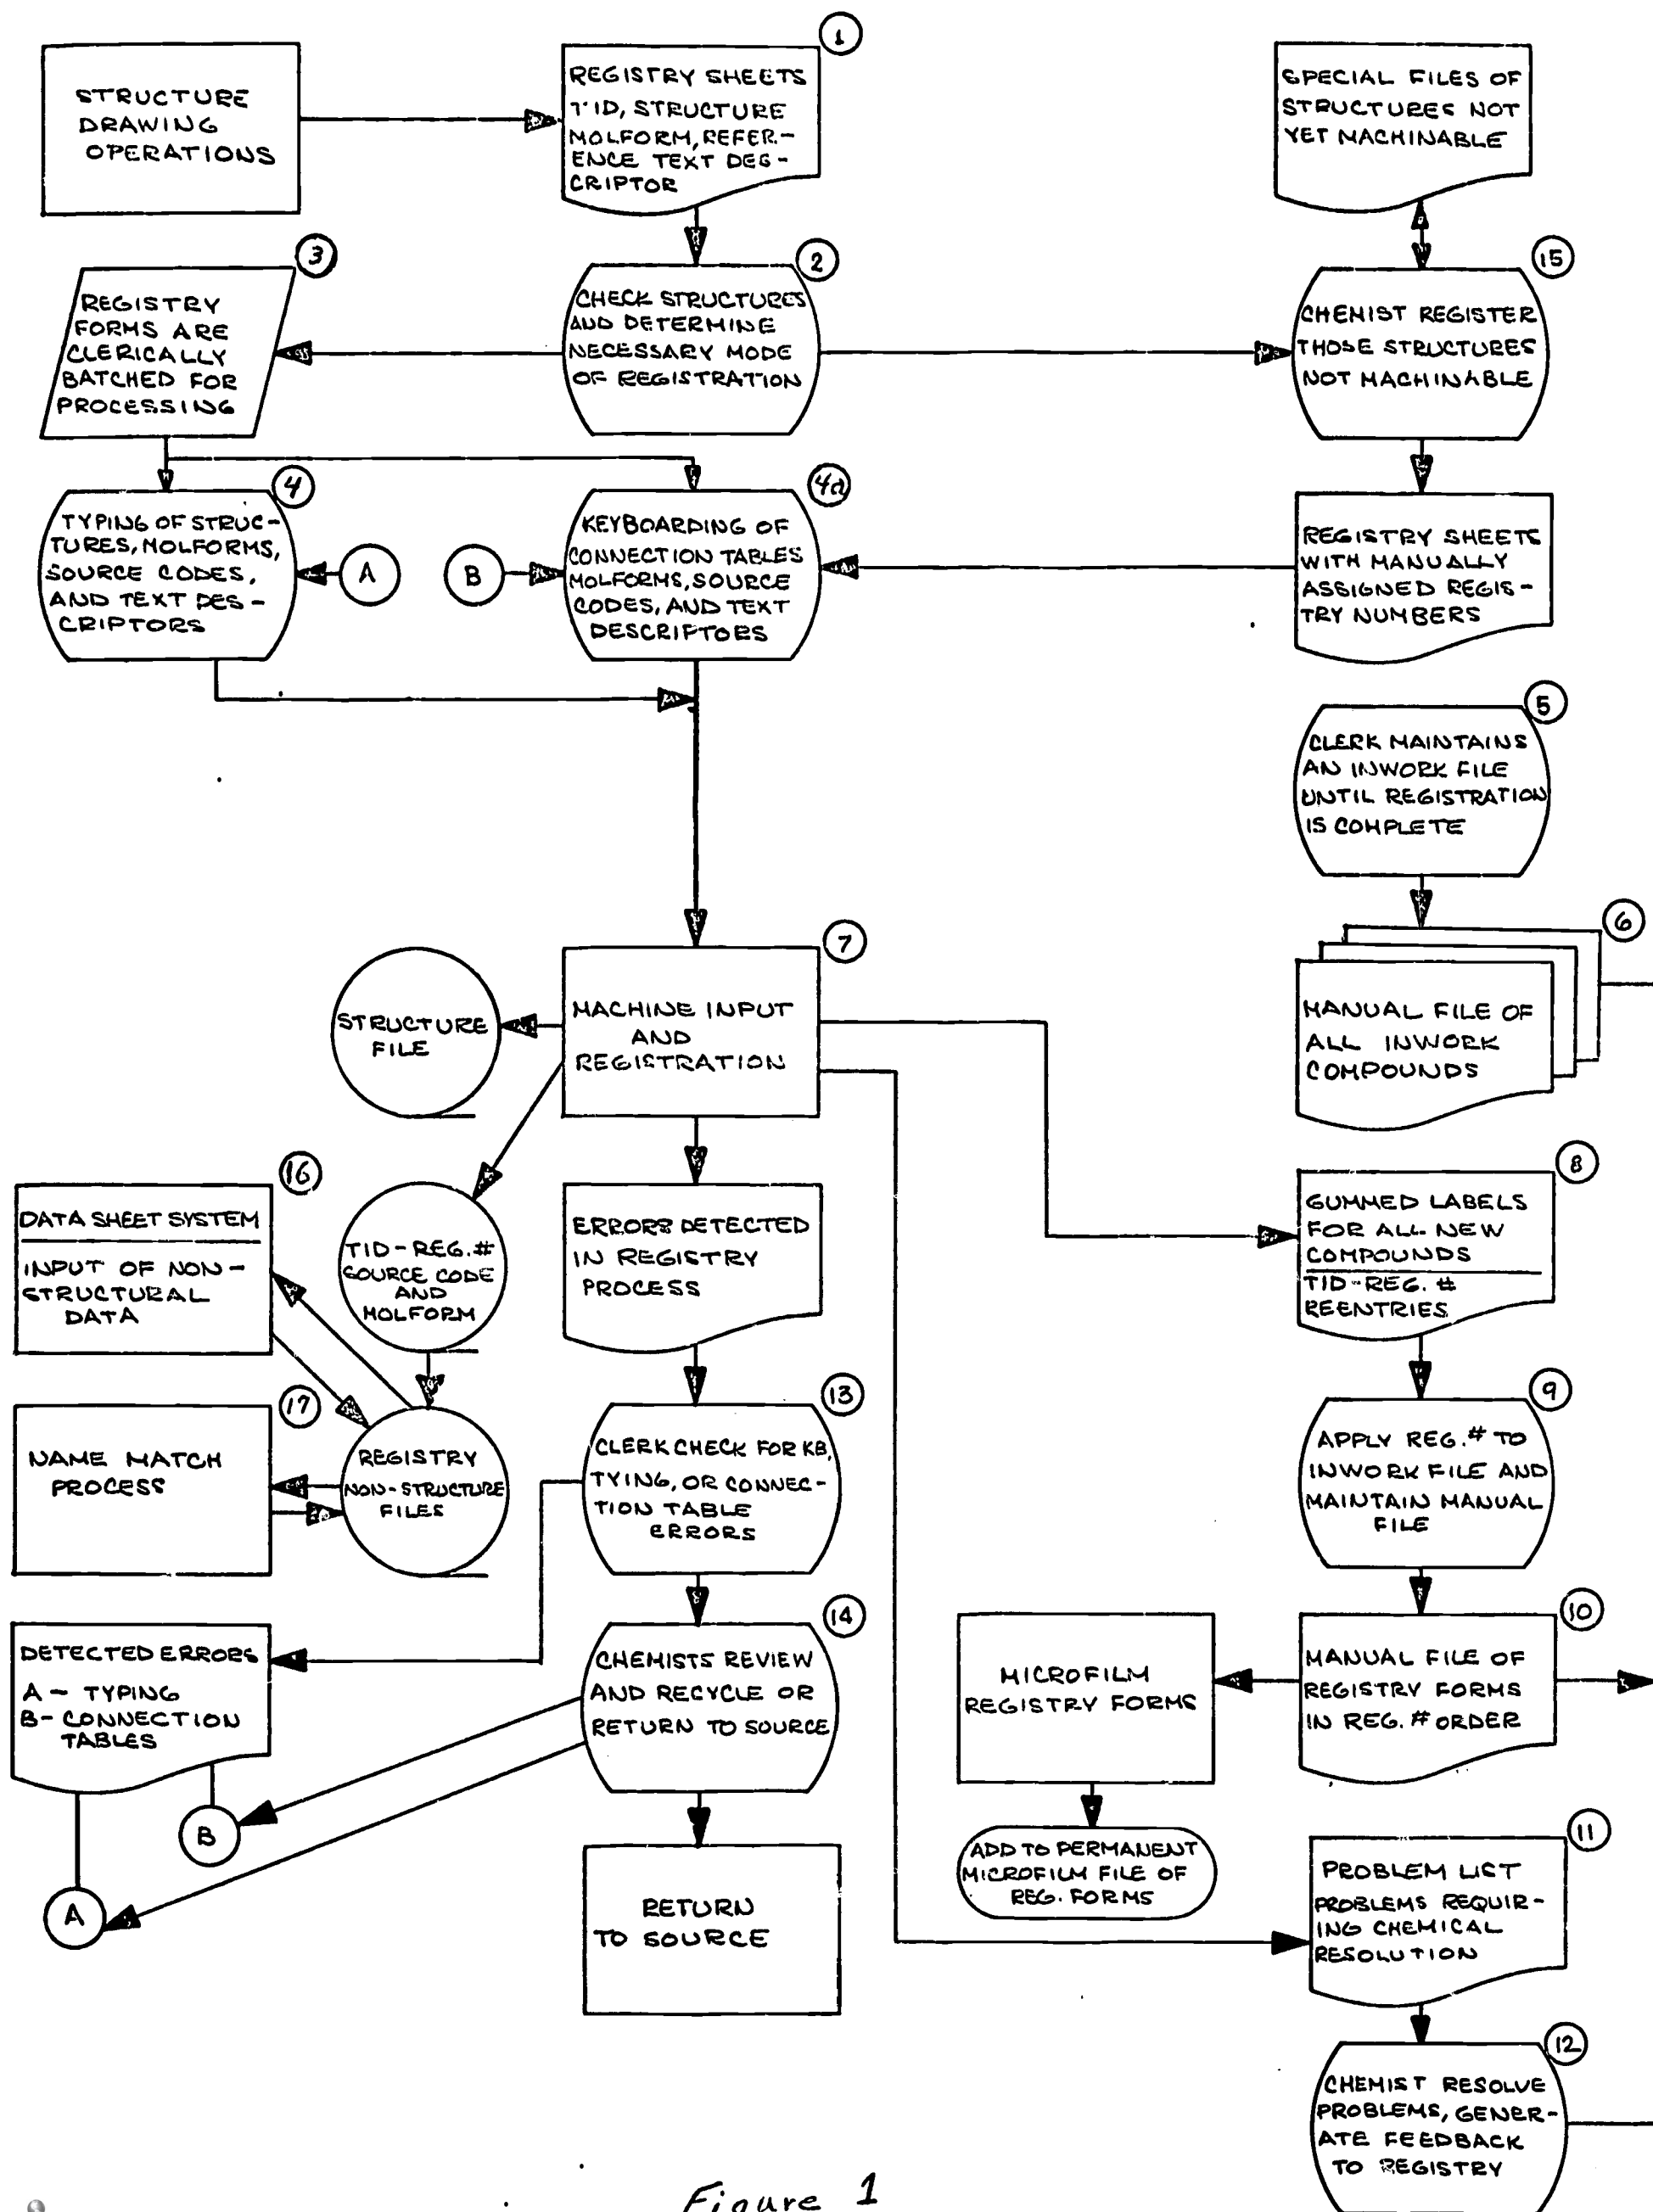 STRUCTURE
DRAWING
OPERATIONS
1
REGISTRY SHEETS
TID, STRUCTURE
MOLFORM, REFER-
ENCE TEXT DES-
CRIPTOR
SPECIAL FILES OF
STRUCTURES NOT
YET MACHINABLE
3
REGISTRY
FORMS ARE
CLERICALLY
BATCHED FOR
PROCESSING
2
CHECK STRUCTURES
AND DETERMINE
NECESSARY MODE
OF REGISTRATION
15
CHEMIST REGISTER
THOSE STRUCTURES
NOT MACHINABLE
4
TYPING OF STRUC-
TURES, MOLFORMS,
SOURCE CODES,
AND TEXT DES-
CRIPTORS
A
B
4a
KEYBOARDING OF
CONNECTION TABLES
MOLFORMS, SOURCE
CODES, AND TEXT
DESCRIPTORS
REGISTRY SHEETS
WITH MANUALLY
ASSIGNED REGIS-
TRY NUMBERS
5
CLERK MAINTAINS
AN INWORK FILE
UNTIL REGISTRATION
IS COMPLETE
6
MANUAL FILE OF
ALL INWORK
COMPOUNDS
STRUCTURE
FILE
7
MACHINE INPUT
AND
REGISTRATION
16
DATA SHEET SYSTEM
INPUT OF NON-
STRUCTURAL
DATA
TID-REG.#
SOURCE CODE
AND
MOLFORM
ERRORS DETECTED
IN REGISTRY
PROCESS
8
GUMMED LABELS
FOR ALL NEW
COMPOUNDS
TID-REG. #
REENTRIES
17
NAME MATCH
PROCESS
REGISTRY
NON-STRUCTURE
FILES
13
CLERK CHECK FOR KB,
TYING, OR CONNEC-
TION TABLE
ERRORS
9
APPLY REG.# TO
INWORK FILE AND
MAINTAIN MANUAL
FILE
DETECTED ERRORS
A- TYPING
B- CONNECTION
TABLES
14
CHEMISTS REVIEW
AND RECYCLE OR
RETURN TO SOURCE
MICROFILM
REGISTRY FORMS
10
MANUAL FILE OF
REGISTRY FORMS
IN REG.# ORDER
B
A
RETURN
TO SOURCE
ADD TO PERMANENT
MICROFILM FILE OF
REG. FORMS
11
PROBLEM LIST
PROBLEMS REQUIR-
ING CHEMICAL
RESOLUTION
12
CHEMIST RESOLVE
PROBLEMS, GENER-
ATE FEEDBACK
TO REGISTRY
Figure 1